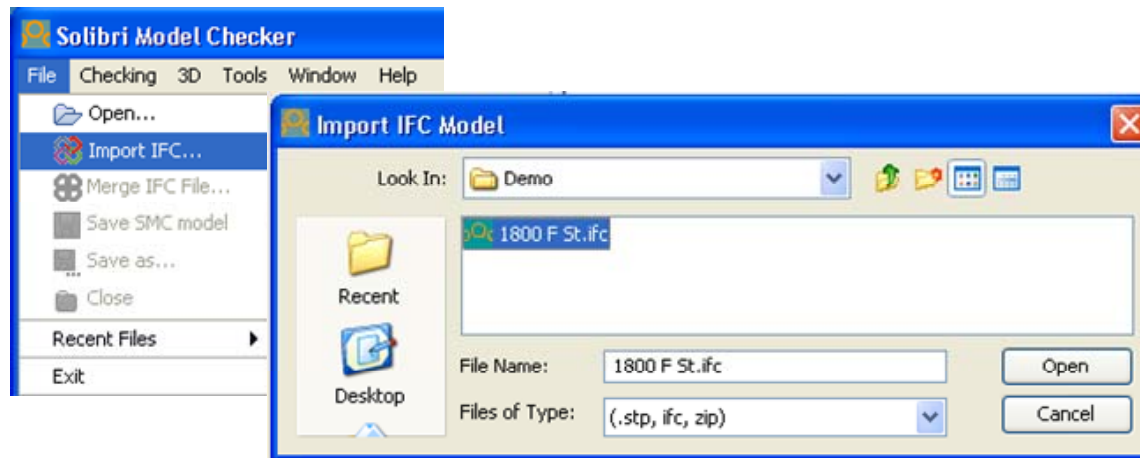 Solibri Model Checker
File Checking 3D Tools Window Help
Open...
Import IFC...
Merge IFC File...
Save SMC model
Save as...
Close
Recent Files
Exit
Import IFC Model
Look In: Demo
1800 F St.ifc
Recent
Desktop
File Name: 1800 F St.ifc Open
Files of Type: (.stp, ifc, zip) Cancel